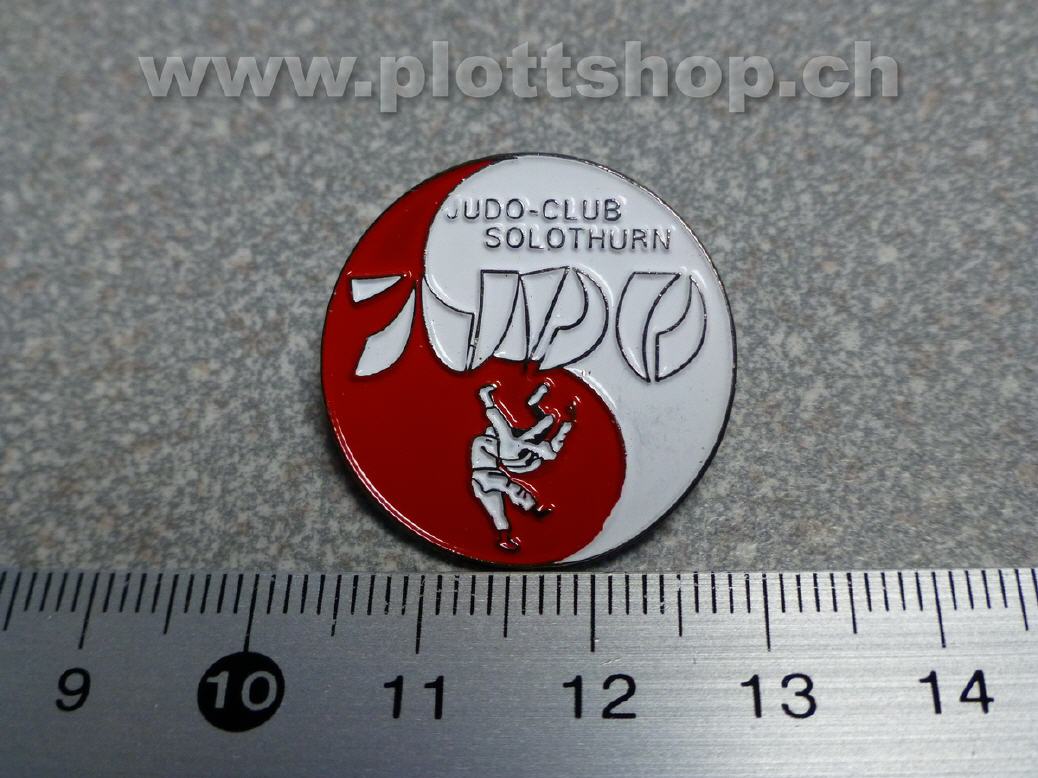 www.plottshop.ch
JUDO-CLUB
SOLOTHURN
JUDO
9 10 11 12 13 14